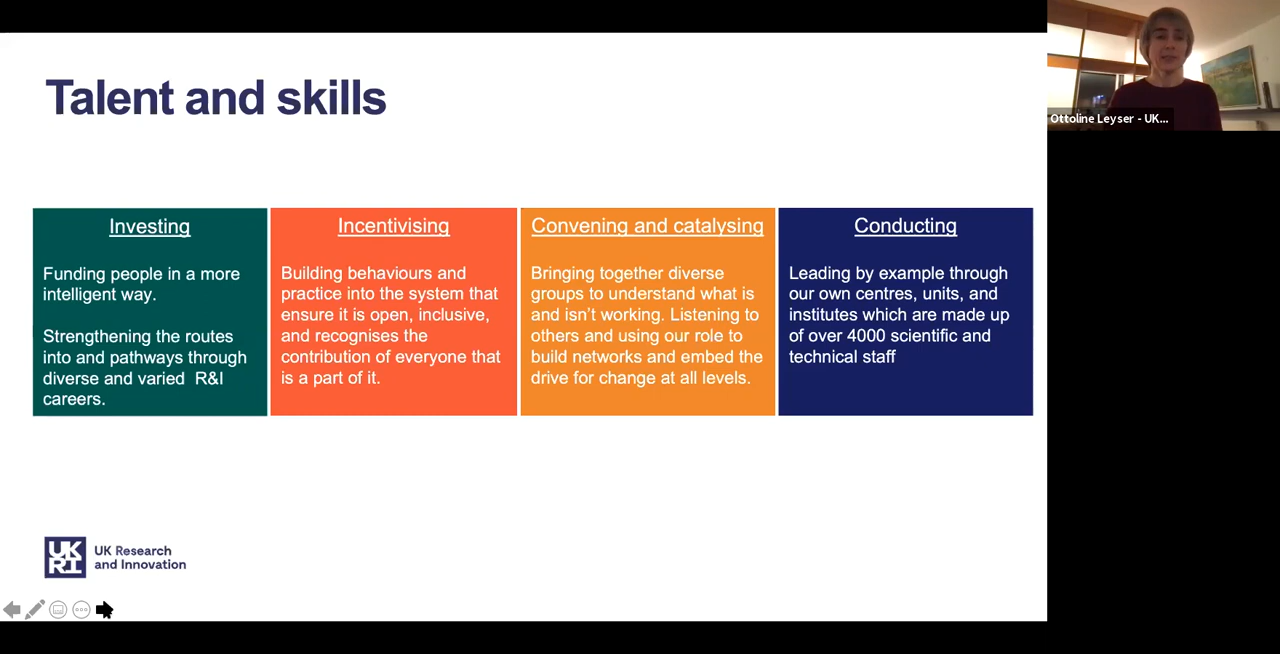 Talent and skills
Ottoline Leyser - UK...
Investing
Funding people in a more
intelligent way.
Strengthening the routes
into and pathways through
diverse and varied R&I
careers.
Incentivising
Building behaviours and
practice into the system that
ensure it is open, inclusive,
and recognises the
contribution of everyone that
is a part of it.
Convening and catalysing
Bringing together diverse
groups to understand what is
and isn't working. Listening to
others and using our role to
build networks and embed the
drive for change at all levels.
Conducting
Leading by example through
our own centres, units, and
institutes which are made up
of over 4000 scientific and
technical staff
UK
RI
UK Research
and Innovation